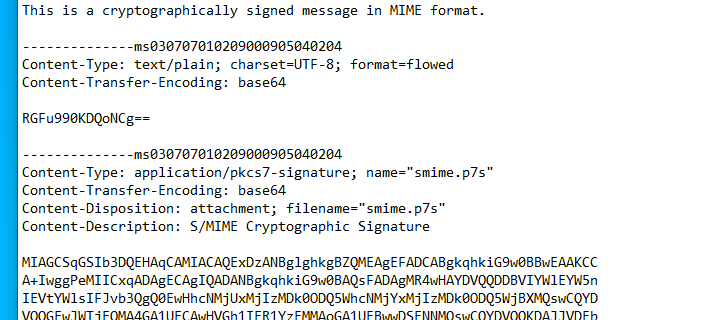 This is a cryptographically signed message in MIME format.
--------------ms030707010209000905040204
Content-Type: text/plain; charset=UTF-8; format=flowed
Content-Transfer-Encoding: base64
RGFu990KDQoNCg==
--------------ms030707010209000905040204
Content-Type: application/pkcs7-signature; name="smime.p7s"
Content-Transfer-Encoding: base64
Content-Disposition: attachment; filename="smime.p7s"
Content-Description: S/MIME Cryptographic Signature
MIAGCSqGSIb3DQEHAqCAMIACAQExDzANBglghkgBZQMEAgEFADCABgkqhkiG9w0BBwEAAKCC
A+IwggPeMIICxqADAgECAgIQADANBgkqhkiG9w0BAQsFADAgMR4wHAYDVQQDDBVIYWlEYW5n
IEVtYWlsIFJvb3QgQ0EwHhcNMjUxMjIzMDk0ODQ5WhcNMjYxMjIzMDk0ODQ5WjBXMQswCQYD